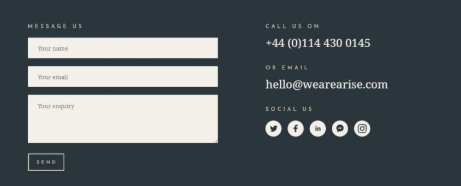 MESSAGE US
Your name
Your email
Your enquiry
SEND
CALL US ON
+44 (0)114 430 0145
OR EMAIL
hello@wearearise.com
SOCIAL US
in